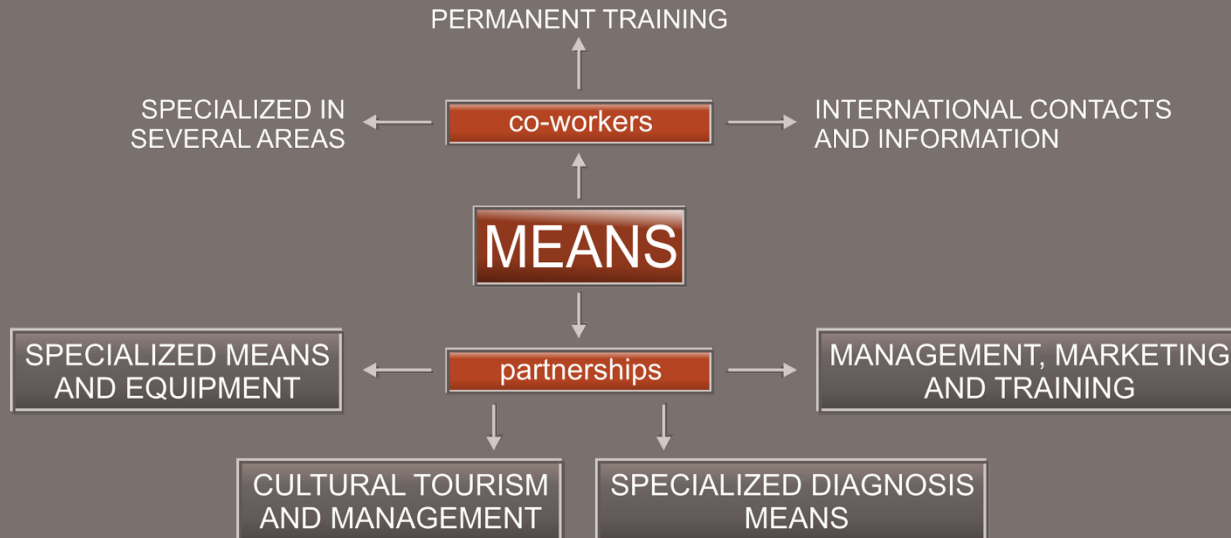 PERMANENT TRAINING
SPECIALIZED IN
SEVERAL AREAS
co-workers
INTERNATIONAL CONTACTS
AND INFORMATION
MEANS
SPECIALIZED MEANS
AND EQUIPMENT
partnerships
MANAGEMENT, MARKETING
AND TRAINING
CULTURAL TOURISM
AND MANAGEMENT
SPECIALIZED DIAGNOSIS
MEANS